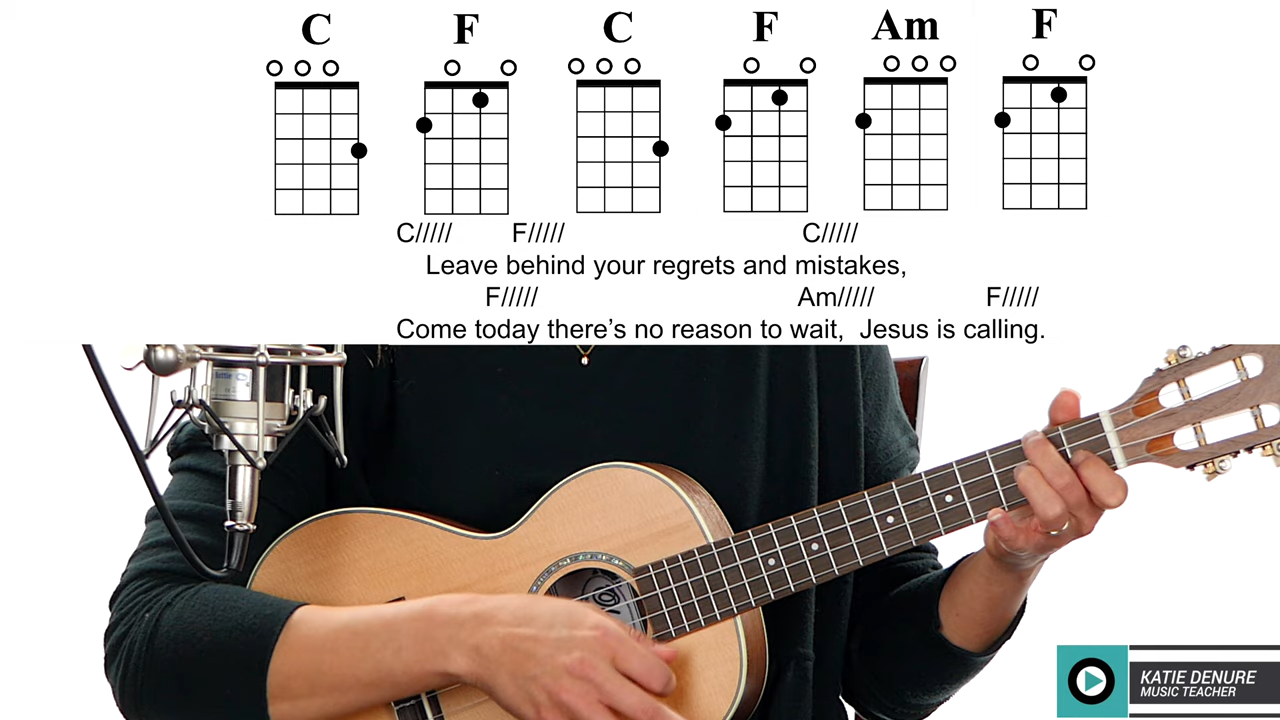 C F C F Am F
C///// F///// C/////
Leave behind your regrets and mistakes,
F///// Am///// F/////
Come today there's no reason to wait, Jesus is calling.
KATIE DENURE
MUSIC TEACHER